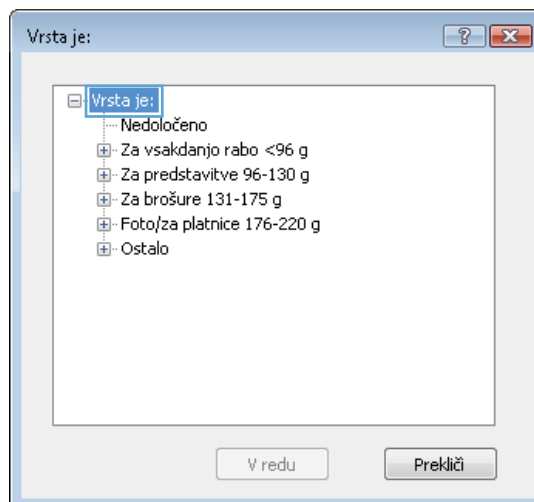 Vrsta je:
Vrsta je:
Nedoločeno
Za vsakdanjo rabo <96 g
Za predstavitve 96-130 g
Za brošure 131-175 g
Foto/za platnice 176-220 g
Ostalo
V redu Prekliči